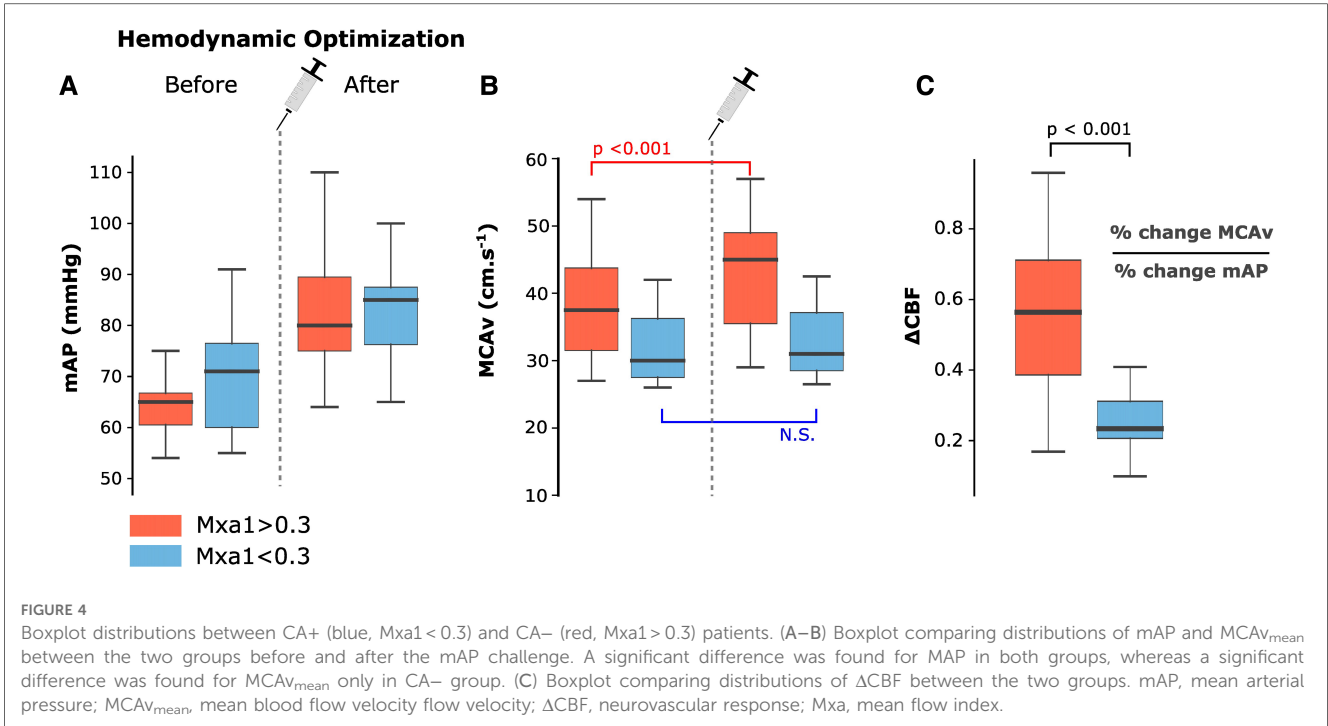 Hemodynamic Optimization
A
Before
After
mAP (mmHg)
110
100
90
80
70
60
50
Mxa1>0.3
Mxa1<0.3
B
p <0.001
MCAv (cm.s⁻¹)
60
50
40
30
20
10
N.S.
C
p < 0.001
ΔCBF
0.8
0.6
0.4
0.2
% change MCAv
% change mAP
FIGURE 4
Boxplot distributions between CA+ (blue, Mxa1 < 0.3) and CA− (red, Mxa1 > 0.3) patients. (A–B) Boxplot comparing distributions of mAP and MCAvmean
between the two groups before and after the mAP challenge. A significant difference was found for MAP in both groups, whereas a significant
difference was found for MCAvmean only in CA− group. (C) Boxplot comparing distributions of ΔCBF between the two groups. mAP, mean arterial
pressure; MCAvmean, mean blood flow velocity flow velocity; ΔCBF, neurovascular response; Mxa, mean flow index.